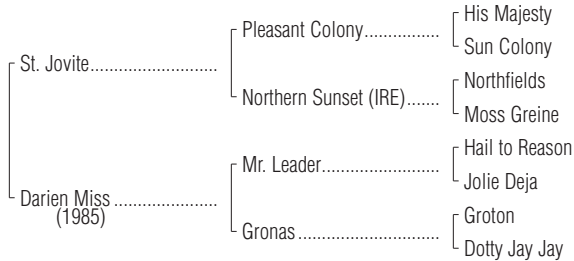 His Majesty
Pleasant Colony..................
Sun Colony
St. Jovite..............................
Northfields
Northern Sunset (IRE).......
Moss Greine
Hail to Reason
Mr. Leader............................
Jolie Deja
Darien Miss ........................
(1985)
Groton
Gronas .................................
Dotty Jay Jay